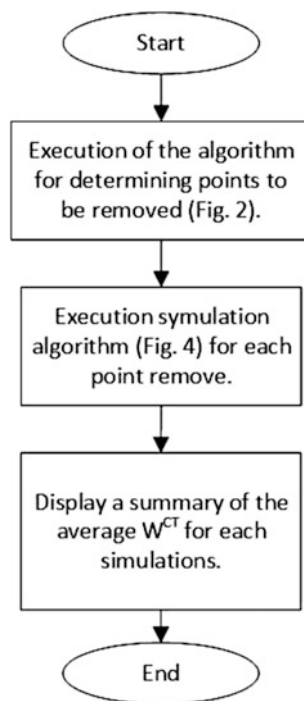 Start
Execution of the algorithm
for determining points to
be removed (Fig. 2).
Execution symulation
algorithm (Fig. 4) for each
point remove.
Display a summary of the
average W^CT for each
simulations.
End